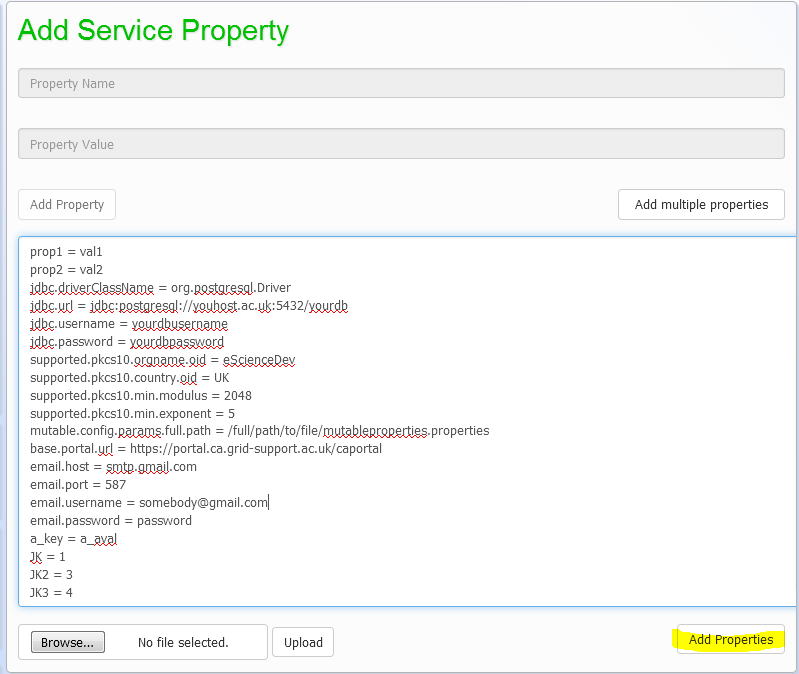 Add Service Property
Property Name
Property Value
Add Property
Add multiple properties
prop1 = val1
prop2 = val2
jdbc.driverClassName = org.postgresql.Driver
jdbc.url = jdbc:postgresql://youhost.ac.uk:5432/yourdb
jdbc.username = yourdbusername
jdbc.password = yourdbpassword
supported.pkcs10.orgname.oid = eScienceDev
supported.pkcs10.country.oid = UK
supported.pkcs10.min.modulus = 2048
supported.pkcs10.min.exponent = 5
mutable.config.params.full.path = /full/path/to/file/mutableproperties.properties
base.portal.url = https://portal.ca.grid-support.ac.uk/caportal
email.host = smtp.gmail.com
email.port = 587
email.username = somebody@gmail.com
email.password = password
a_key = a_aval
JK = 1
JK2 = 3
JK3 = 4
Browse... No file selected. Upload
Add Properties